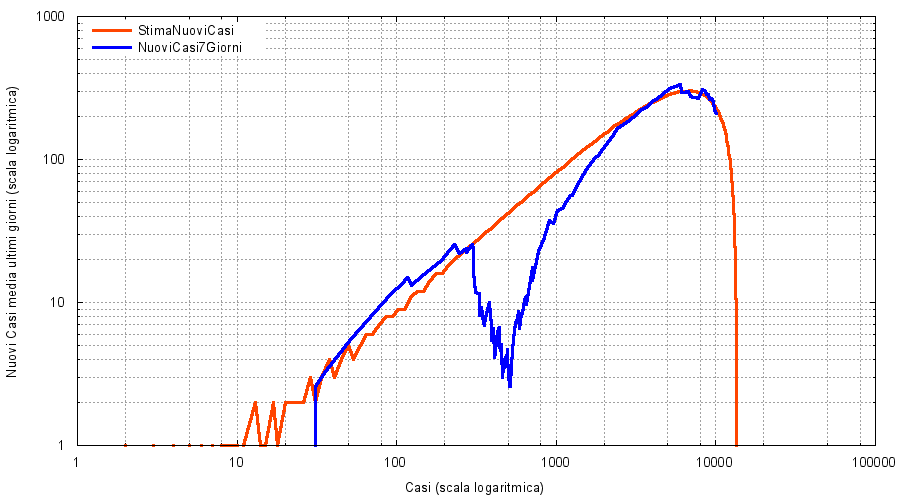 1000
StimaNuoviCasi
NuoviCasi7Giorni
100
10
1
Nuovi Casi media ultimi giorni (scala logaritmica)
1 10 100 1000 10000 100000
Casi (scala logaritmica)